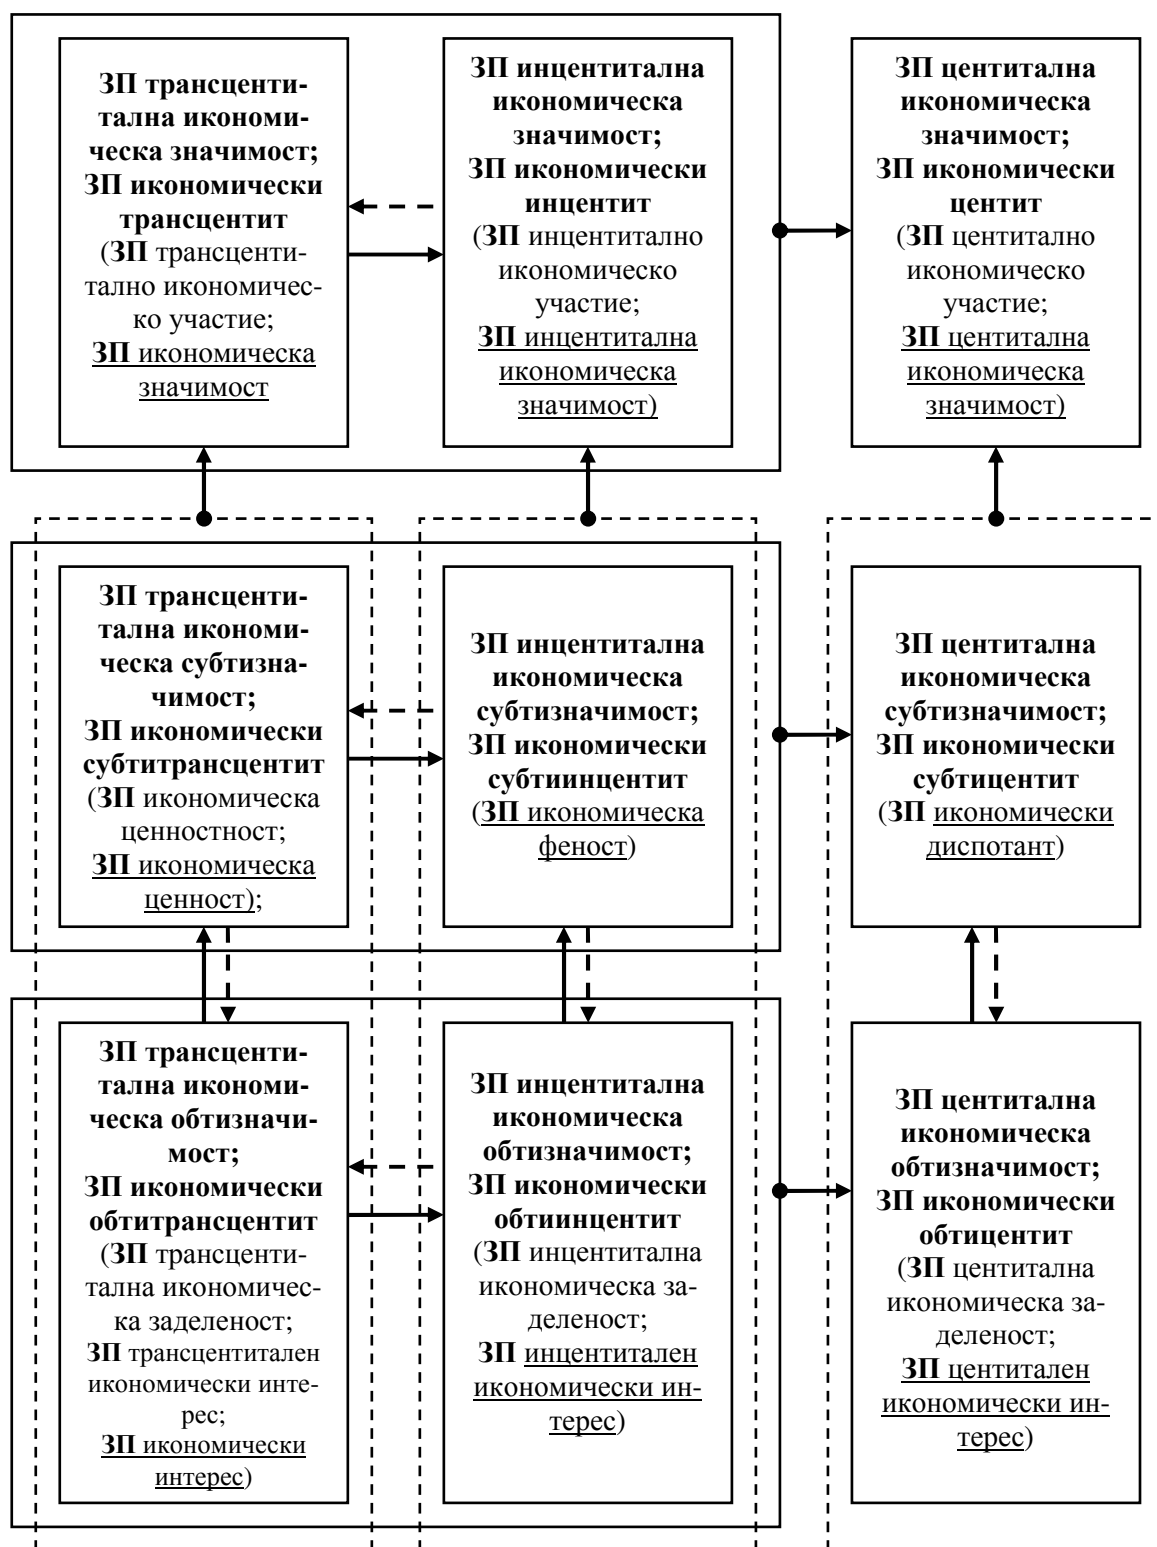 ЗП трансценти-
тална икономи-
ческа значимост;
ЗП икономически
трансцентит
(ЗП трансценти-
тално икономичес-
ко участие;
ЗП икономическа
значимост
ЗП инцентитална
икономическа
значимост;
ЗП икономически
инцентит
(ЗП инцентитално
икономическо
участие;
ЗП инцентитална
икономическа
значимост)
ЗП центитална
икономическа
значимост;
ЗП икономически
центит
(ЗП центитално
икономическо
участие;
ЗП центитална
икономическа
значимост)
ЗП трансценти-
тална икономи-
ческа субтизна-
чимост;
ЗП икономически
субтитрансцентит
(ЗП икономическа
ценностност;
ЗП икономическа
ценност);
ЗП инцентитална
икономическа
субтизначимост;
ЗП икономически
субтиинцентит
(ЗП икономическа
феност)
ЗП центитална
икономическа
субтизначимост;
ЗП икономически
субтицентит
(ЗП икономически
диспотант)
ЗП трансценти-
тална икономи-
ческа обтизначи-
мост;
ЗП икономически
обтитрансцентит
(ЗП трансценти-
тална икономичес-
ка заделеност;
ЗП трансцентитален
икономически инте-
рес;
ЗП икономически
интерес)
ЗП инцентитална
икономическа
обтизначимост;
ЗП икономически
обтиинцентит
(ЗП инцентитална
икономическа за-
деленост;
ЗП инцентитален
икономически ин-
терес)
ЗП центитална
икономическа
обтизначимост;
ЗП икономически
обтицентит
(ЗП центитална
икономическа за-
деленост;
ЗП центитален
икономически ин-
терес)